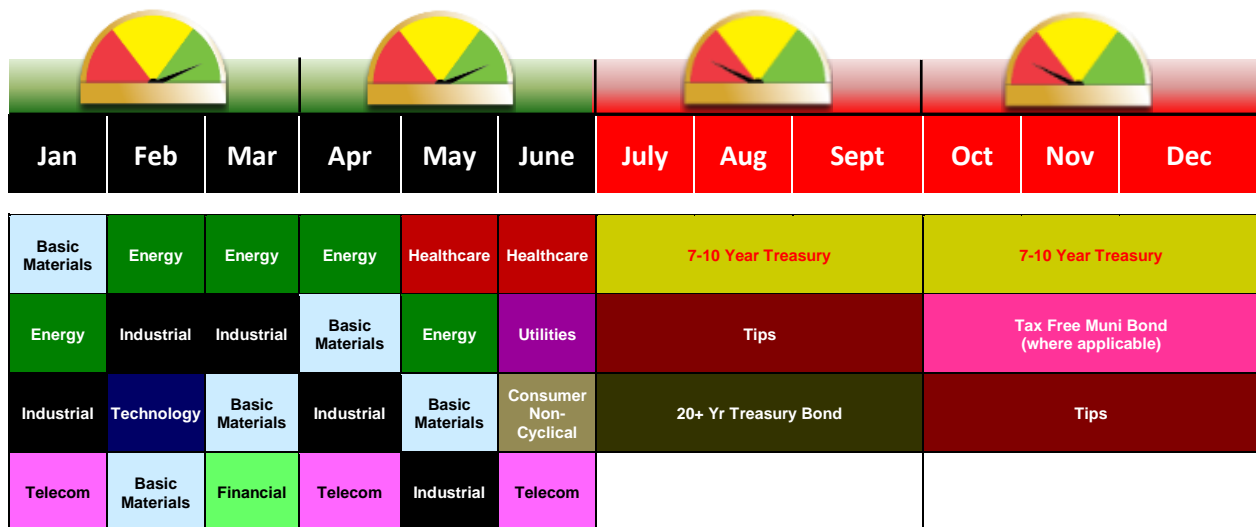 Jan Feb Mar Apr May June July Aug Sept Oct Nov Dec
Basic
Materials
Energy
Energy
Energy
Healthcare
Healthcare
7-10 Year Treasury
7-10 Year Treasury
Energy
Industrial
Industrial
Basic
Materials
Energy
Utilities
Tips
Tax Free Muni Bond
(where applicable)
Industrial
Technology
Basic
Materials
Industrial
Basic
Materials
Consumer
Non-
Cyclical
20+ Yr Treasury Bond
Tips
Telecom
Basic
Materials
Financial
Telecom
Industrial
Telecom